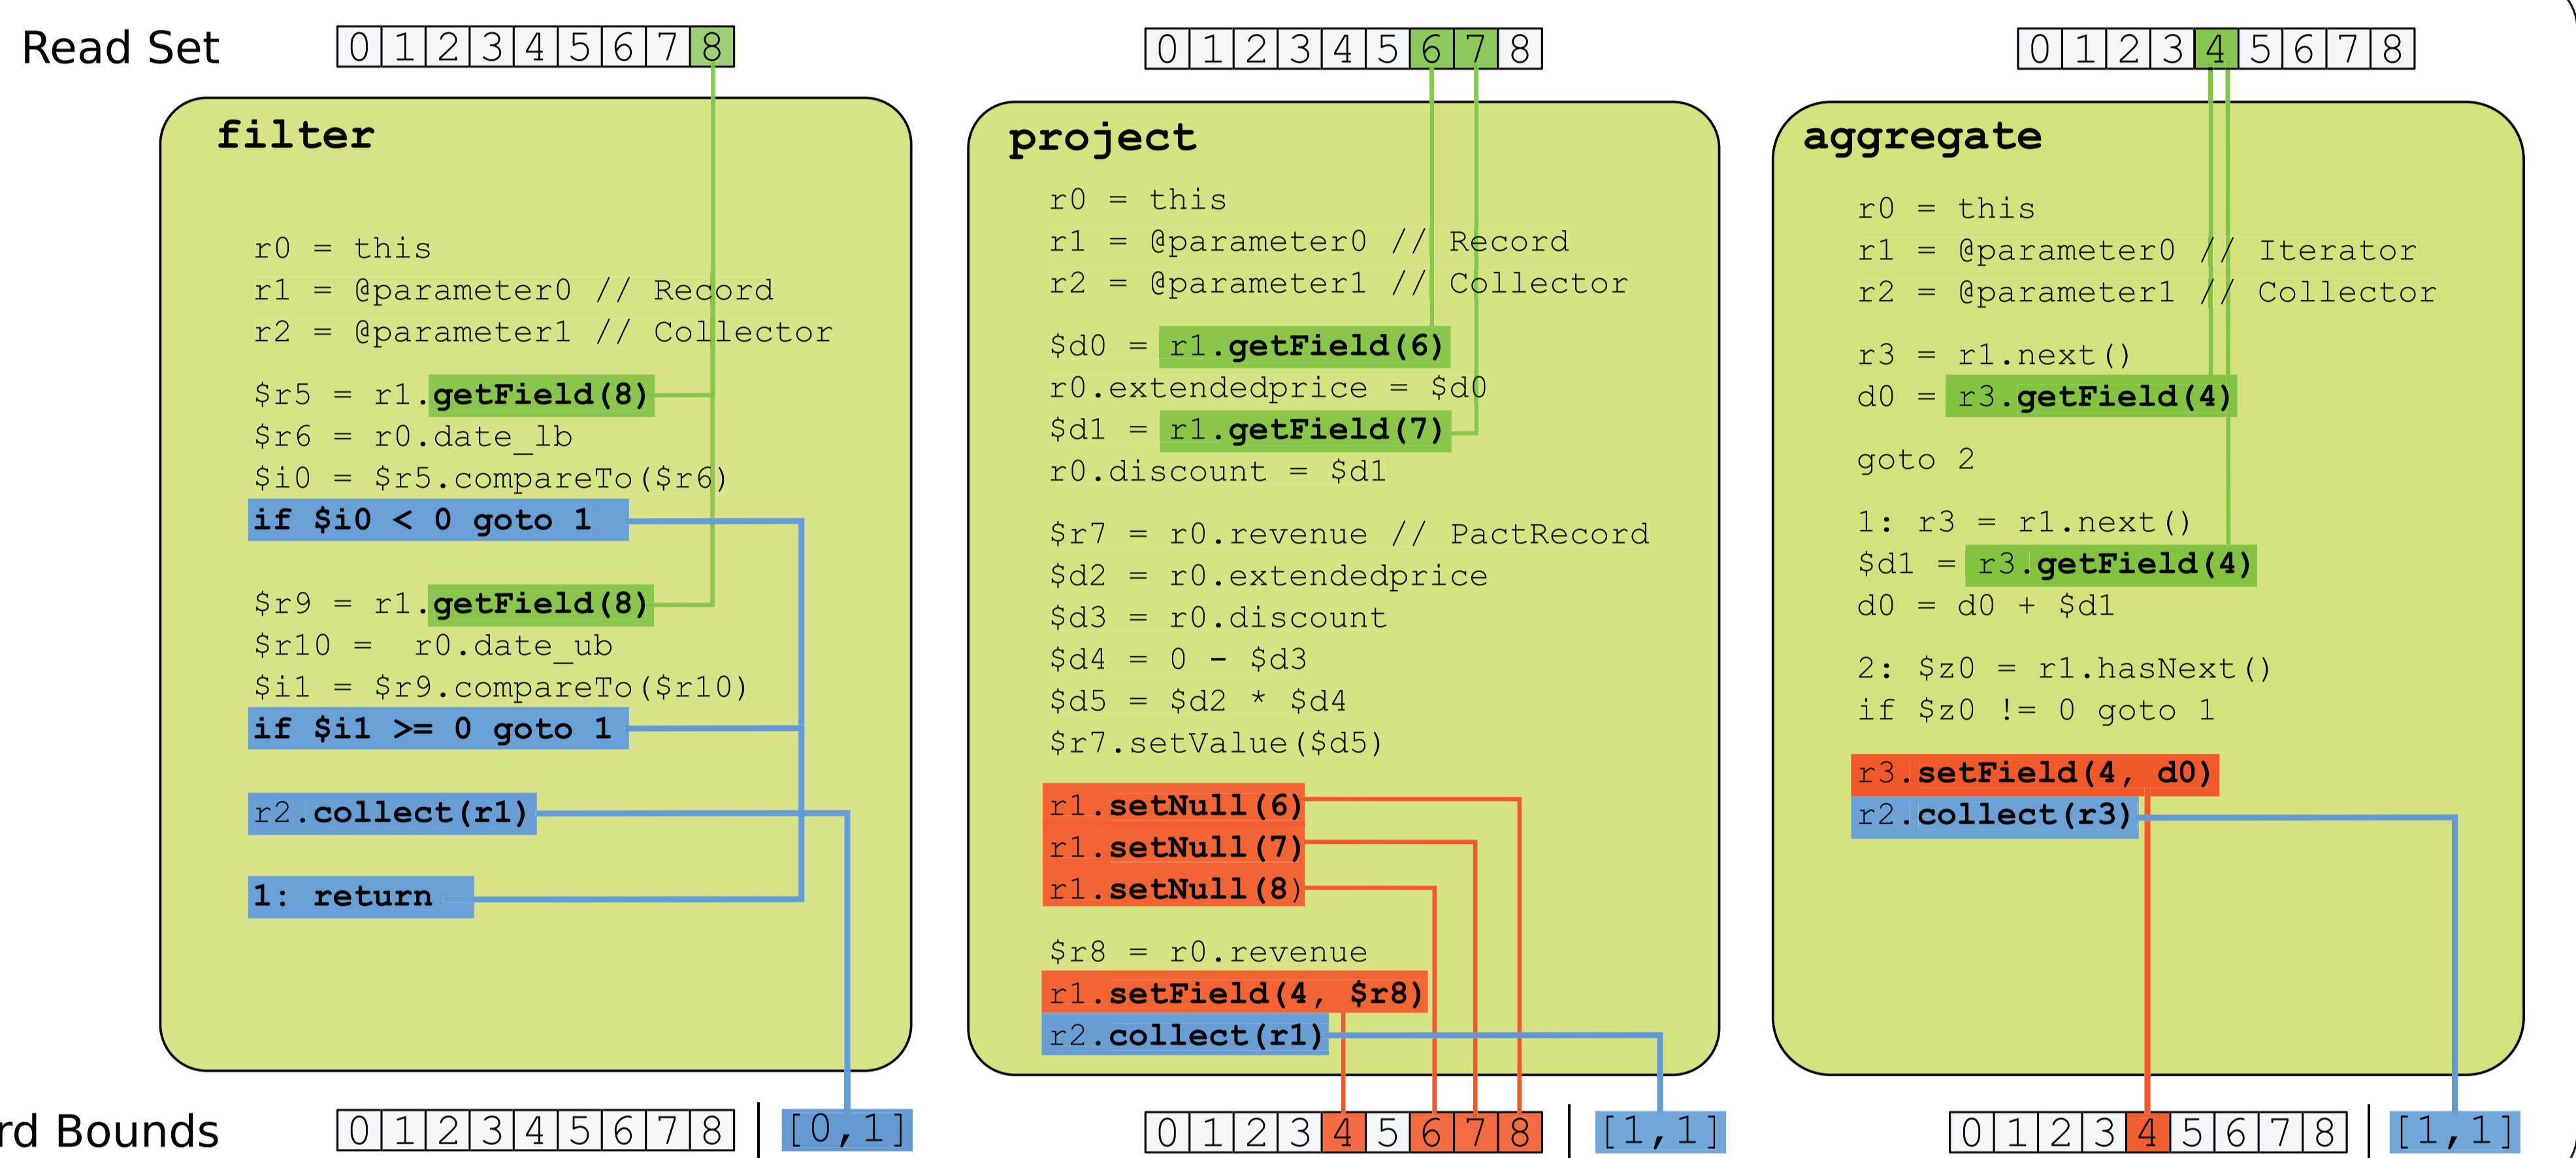 Read Set
0 1 2 3 4 5 6 7 8
filter
r0 = this
r1 = @parameter0 // Record
r2 = @parameter1 // Collector
$r5 = r1.getField(8)
$r6 = r0.date_lb
$i0 = $r5.compareTo($r6)
if $i0 < 0 goto 1
$r9 = r1.getField(8)
$r10 =  r0.date_ub
$i1 = $r9.compareTo($r10)
if $i1 >= 0 goto 1
r2.collect(r1)
1: return
0 1 2 3 4 5 6 7 8
[0,1]
0 1 2 3 4 5 6 7 8
project
r0 = this
r1 = @parameter0 // Record
r2 = @parameter1 // Collector
$d0 = r1.getField(6)
r0.extendedprice = $d0
$d1 = r1.getField(7)
r0.discount = $d1
$r7 = r0.revenue // PactRecord
$d2 = r0.extendedprice
$d3 = r0.discount
$d4 = 0 - $d3
$d5 = $d2 * $d4
$r7.setValue($d5)
r1.setNull(6)
r1.setNull(7)
r1.setNull(8)
$r8 = r0.revenue
r1.setField(4, $r8)
r2.collect(r1)
0 1 2 3 4 5 6 7 8
[1,1]
0 1 2 3 4 5 6 7 8
aggregate
r0 = this
r1 = @parameter0 // Iterator
r2 = @parameter1 // Collector
r3 = r1.next()
d0 = r3.getField(4)
goto 2
1: r3 = r1.next()
$d1 = r3.getField(4)
d0 = d0 + $d1
2: $z0 = r1.hasNext()
if $z0 != 0 goto 1
r3.setField(4, d0)
r2.collect(r3)
0 1 2 3 4 5 6 7 8
[1,1]
rd Bounds